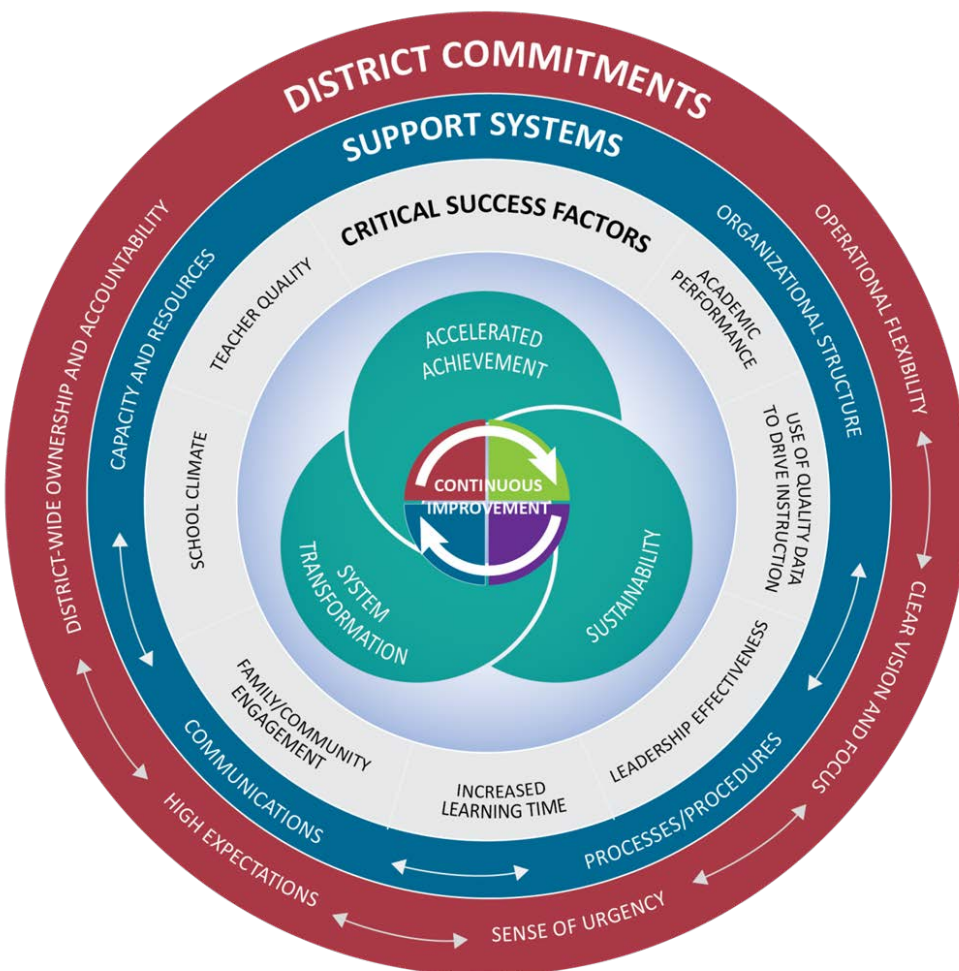 DISTRICT COMMITMENTS
OPERATIONAL FLEXIBILITY
CLEAR VISION AND FOCUS
SENSE OF URGENCY
HIGH EXPECTATIONS
DISTRICT-WIDE OWNERSHIP AND ACCOUNTABILITY
SUPPORT SYSTEMS
ORGANIZATIONAL STRUCTURE
PROCESSES/PROCEDURES
COMMUNICATIONS
CAPACITY AND RESOURCES
CRITICAL SUCCESS FACTORS
ACADEMIC
PERFORMANCE
USE OF QUALITY DATA
TO DRIVE INSTRUCTION
LEADERSHIP EFFECTIVENESS
INCREASED
LEARNING TIME
FAMILY/COMMUNITY
ENGAGEMENT
SCHOOL CLIMATE
TEACHER QUALITY
ACCELERATED
ACHIEVEMENT
SUSTAINABILITY
SYSTEM
TRANSFORMATION
CONTINUOUS
IMPROVEMENT